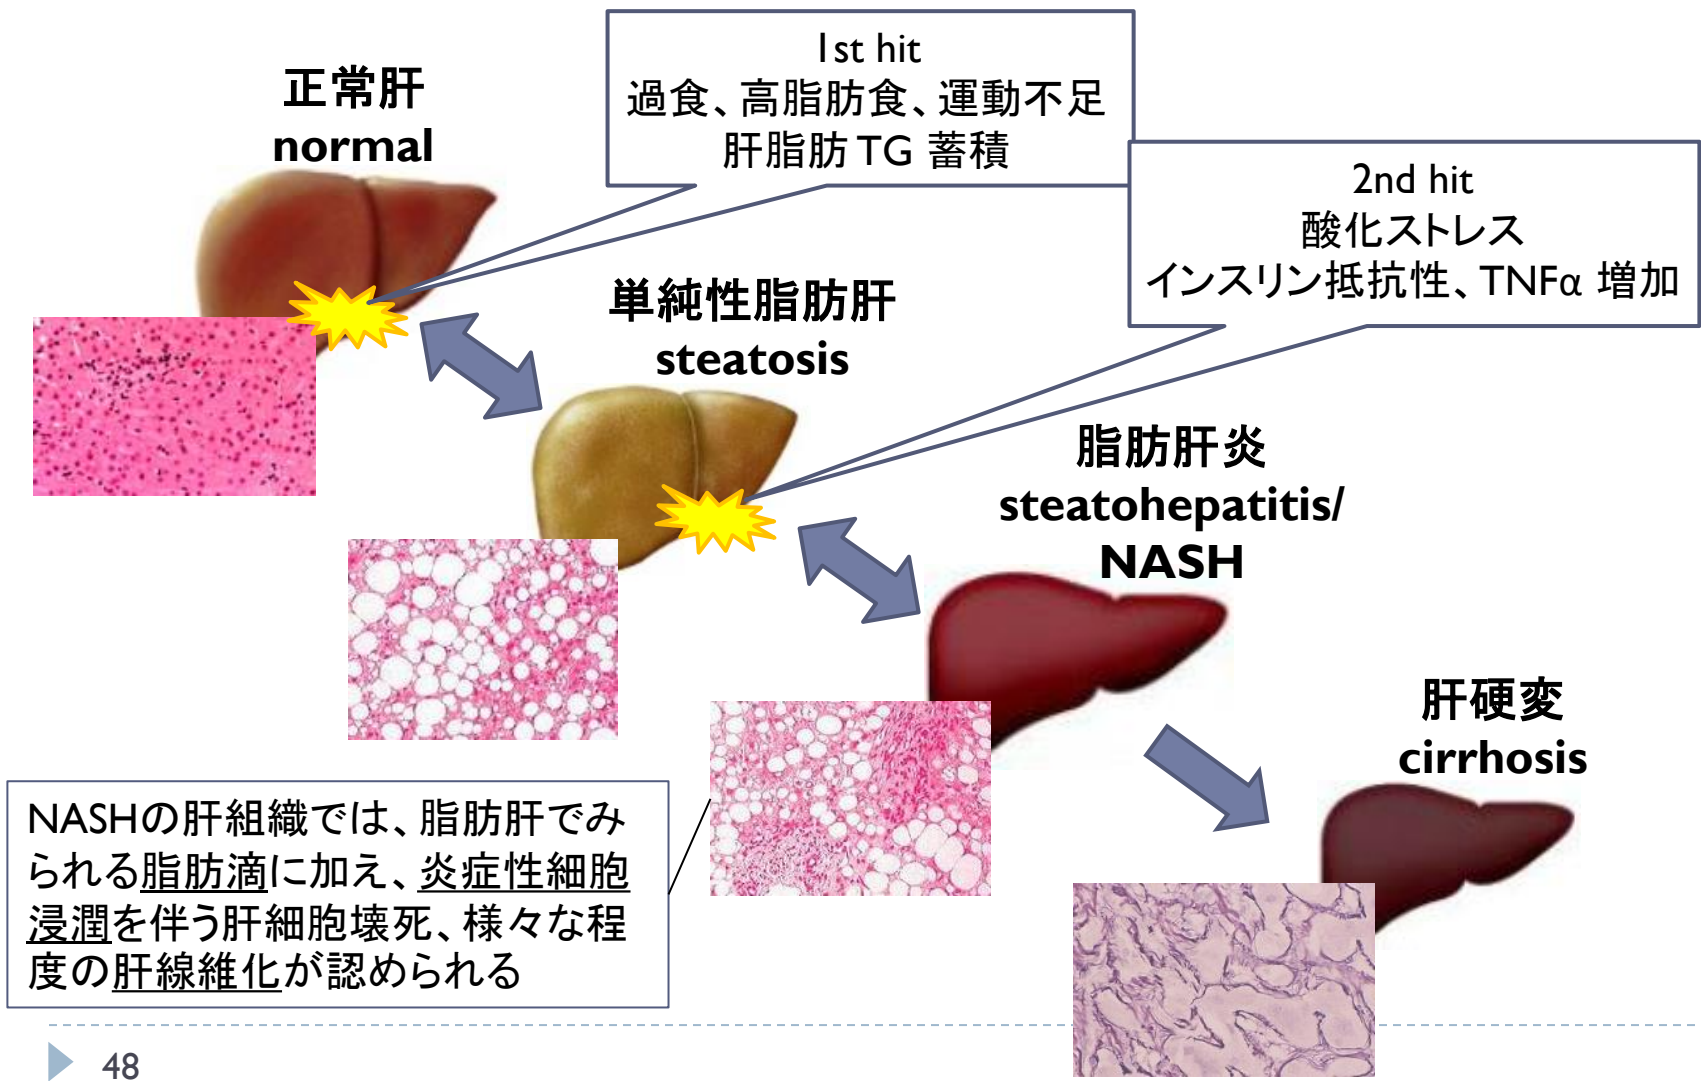 1st hit
過食、高脂肪食、運動不足
肝脂肪 TG 蓄積
正常肝
normal
2nd hit
酸化ストレス
インスリン抵抗性、TNFα 増加
単純性脂肪肝
steatosis
脂肪肝炎
steatohepatitis/
NASH
肝硬変
cirrhosis
NASHの肝組織では、脂肪肝でみ
られる脂肪滴に加え、炎症性細胞
浸潤を伴う肝細胞壊死、様々な程
度の肝線維化が認められる
48